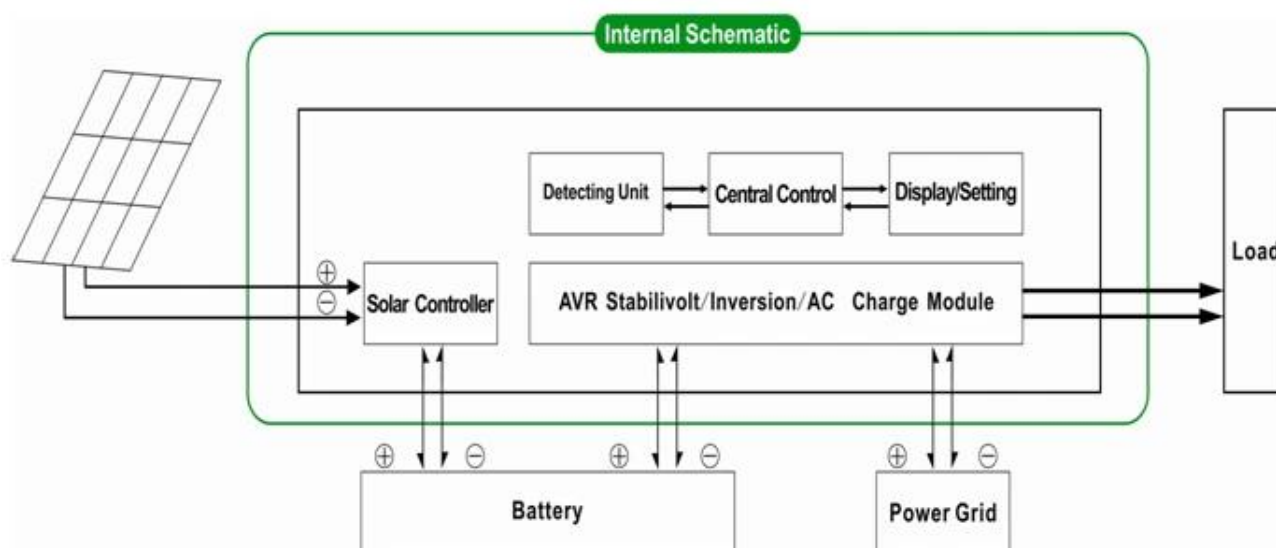 Internal Schematic
Detecting Unit
Central Control
Display/Setting
Load
⊕
⊖
Solar Controller
AVR Stabilivolt/Inversion/AC Charge Module
⊕ ⊖ ⊕ ⊖ ⊕ ⊖
Battery
Power Grid